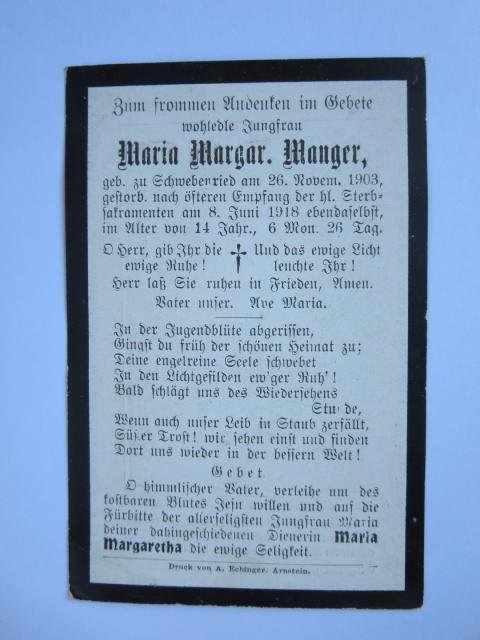 Zum frommen Andenken im Gebete
wohledle Jungfrau
Maria Margar. Manger,
geb. zu Schwebenried am 26. Novem. 1903,
gestorb. nach öfteren Empfang der hl. Sterb-
sakramenten am 8. Juni 1918 ebendaselbst,
im Alter von 14 Jahr., 6 Mon. 26 Tag.
O Herr, gib Ihr die † Und das ewige Licht
ewige Ruhe! leuchte Ihr!
Herr laß Sie ruhen in Frieden, Amen.
Vater unser. Ave Maria.
In der Jugendblüte abgerissen,
Gingst du früh der schönen Heimat zu;
Deine engelreine Seele schwebet
In den Lichtgefilden ew'ger Ruh'!
Bald schlägt uns des Wiedersehens
Stunde,
Wenn auch unser Leib in Staub zerfällt,
Süßer Trost! wir sehen einst und finden
Dort uns wieder in der bessern Welt!
Gebet
O himmlischer Vater, verleihe um des
kostbaren Blutes Jesu willen und auf die
Fürbitte der allerseligsten Jungfrau Maria
deiner dahingeschiedenen Dienerin Maria
Margaretha die ewige Seligkeit.
Druck von A. Echinger, Arnstein.